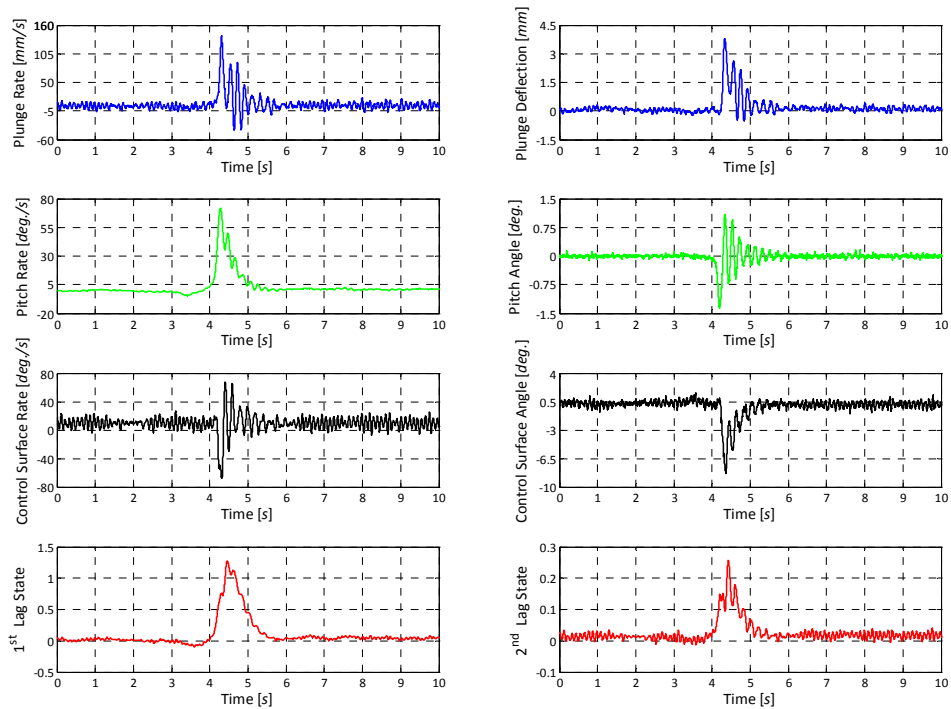 Plunge Rate [mm/s]
160
105
50
-5
-60
0 1 2 3 4 5 6 7 8 9 10
Time [s]
Plunge Deflection [mm]
4.5
3
1.5
0
-1.5
0 1 2 3 4 5 6 7 8 9 10
Time [s]
Pitch Rate [deg./s]
80
55
30
5
-20
0 1 2 3 4 5 6 7 8 9 10
Time [s]
Pitch Angle [deg.]
1.5
0.75
0
-0.75
-1.5
0 1 2 3 4 5 6 7 8 9 10
Time [s]
Control Surface Rate [deg./s]
80
40
0
-40
-80
0 1 2 3 4 5 6 7 8 9 10
Time [s]
Control Surface Angle [deg.]
4
0.5
-3
-6.5
-10
0 1 2 3 4 5 6 7 8 9 10
Time [s]
1st Lag State
1.5
1
0.5
0
-0.5
0 1 2 3 4 5 6 7 8 9 10
Time [s]
2nd Lag State
0.3
0.2
0.1
0
-0.1
0 1 2 3 4 5 6 7 8 9 10
Time [s]